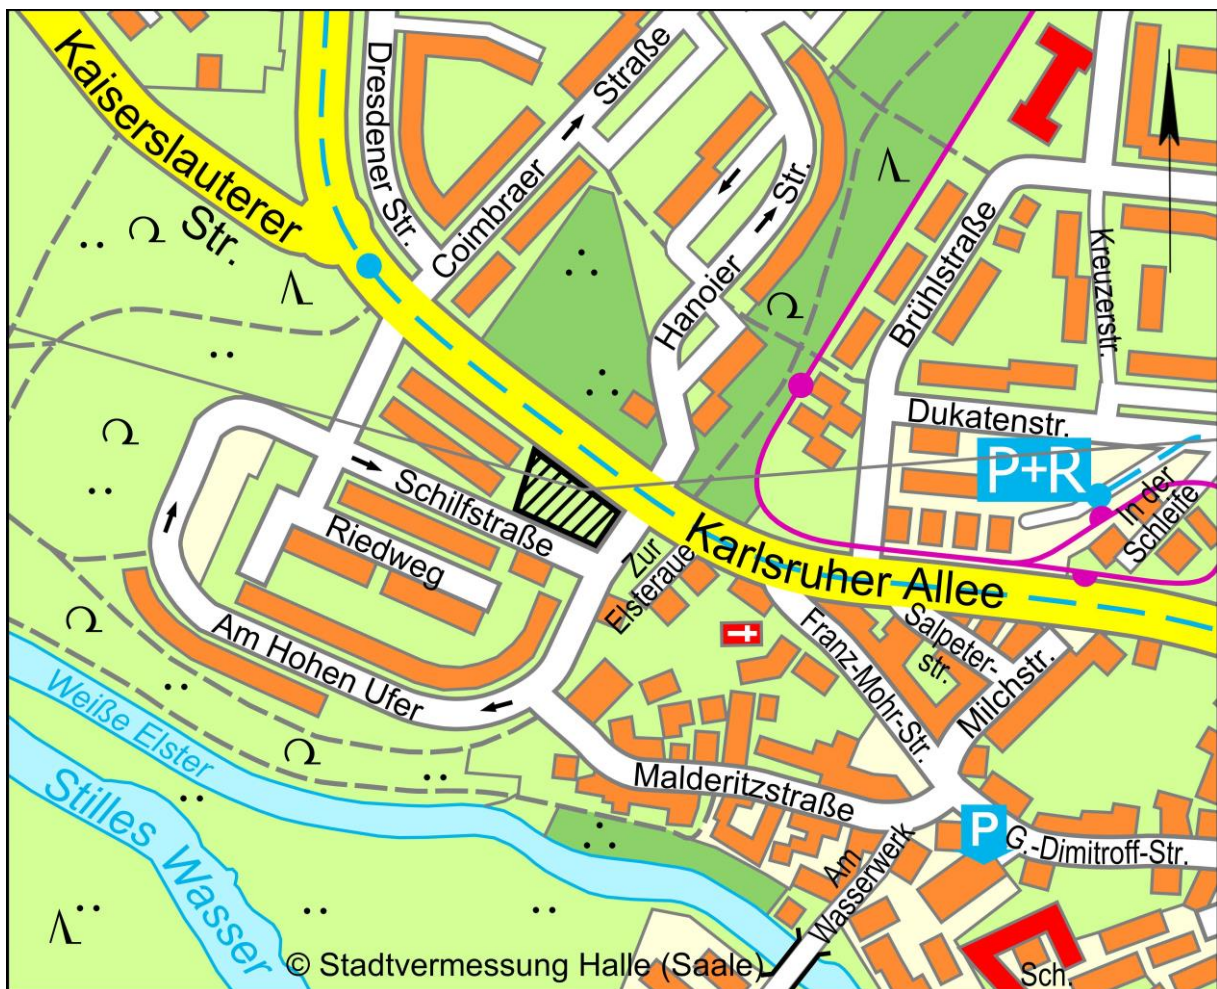 Kaiserslauterer
Str.
Dresdener Str.
Coimbraer
Straße
Hanoier
Str.
Brühlstraße
Kreuzerstr.
Dukatenstr.
P+R
In der
Schleife
Schilfstraße
Riedweg
Zur
Elsteraue
Karlsruher Allee
Am Hohen Ufer
Franz-Mohr-Str.
Salpeter-
str.
Milchstr.
Weiße Elster
Stilles Wasser
Malderitzstraße
P
G.-Dimitroff-Str.
Am
Wasserwerk
Sch.
© Stadtvermessung Halle (Saale)